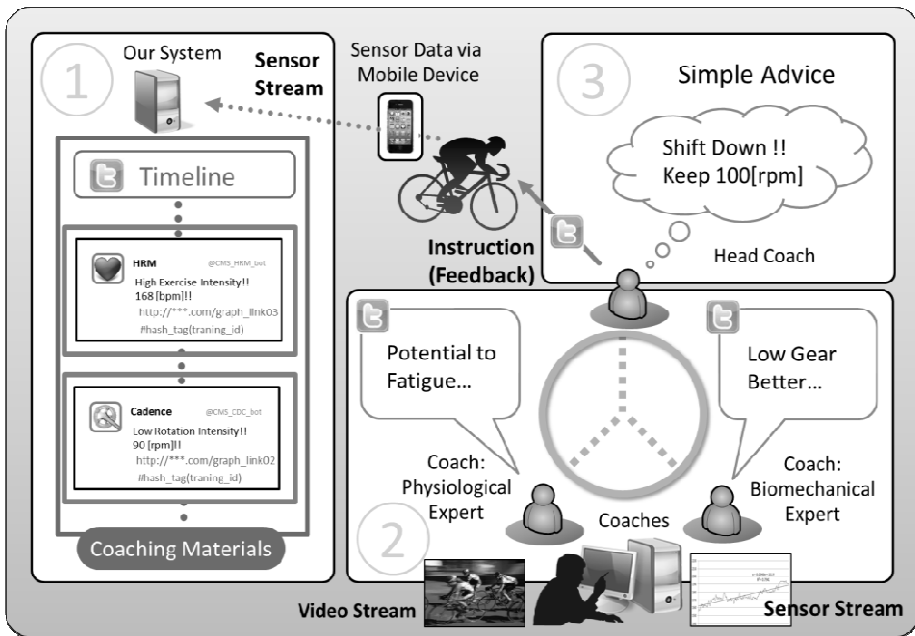 1
Our System
Sensor
Stream
Timeline
HRM
@CMS_HRM_bot
High Exercise Intensity!!
168 [bpm]!!
http://***.com/graph_link03
#hash_tag(traning_id)
Cadence
@CMS_CDC_bot
Low Rotation Intensity!!
90 [rpm]!!
http://***.com/graph_link02
#hash_tag(traning_id)
Coaching Materials
Sensor Data via
Mobile Device
Instruction
(Feedback)
3
Simple Advice
Shift Down !!
Keep 100[rpm]
Head Coach
Potential to
Fatigue...
Low Gear
Better...
Coach:
Physiological
Expert
Coach:
Biomechanical
Expert
Coaches
2
Video Stream
Sensor Stream